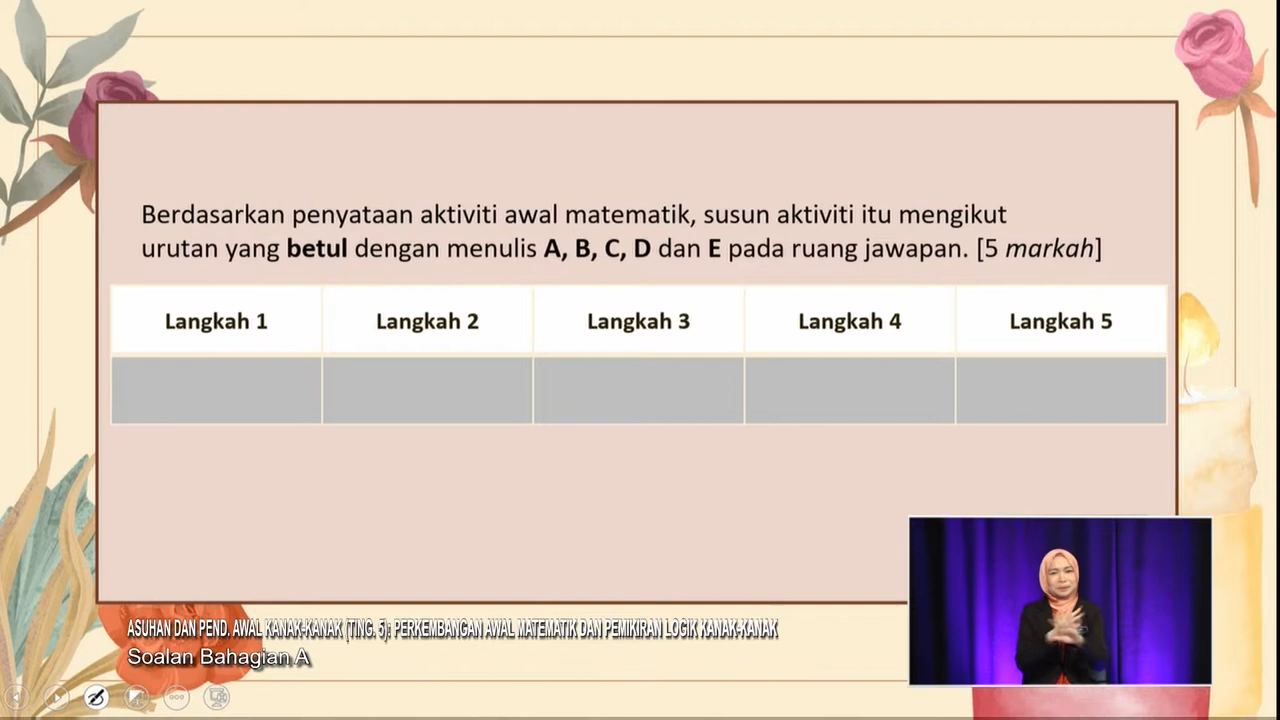 Berdasarkan penyataan aktiviti awal matematik, susun aktiviti itu mengikut
urutan yang betul dengan menulis A, B, C, D dan E pada ruang jawapan. [5 markah]
Langkah 1 Langkah 2 Langkah 3 Langkah 4 Langkah 5
ASUHAN DAN PEND. AWAL KANAK-KANAK (TING. 5): PERKEMBANGAN AWAL MATEMATIK DAN PEMIKIRAN LOGIK KANAK-KANAK
Soalan Bahagian A